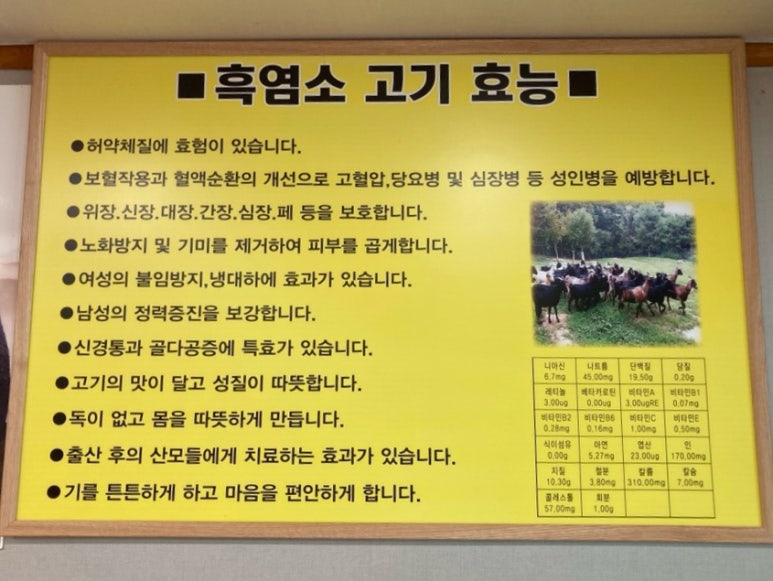 ■흑염소 고기 효능■
●허약체질에 효험이 있습니다.
●보혈작용과 혈액순환의 개선으로 고혈압,당요병 및 심장병 등 성인병을 예방합니다.
●위장.신장.대장.간장.심장.폐 등을 보호합니다.
●노화방지 및 기미를 제거하여 피부를 곱게합니다.
●여성의 불임방지,냉대하에 효과가 있습니다.
●남성의 정력증진을 보강합니다.
●신경통과 골다공증에 특효가 있습니다.
●고기의 맛이 달고 성질이 따뜻합니다.
●독이 없고 몸을 따뜻하게 만듭니다.
●출산 후의 산모들에게 치료하는 효과가 있습니다.
●기를 튼튼하게 하고 마음을 편안하게 합니다.
니아신 나트륨 단백질 당질
6,7mg 45,00mg 19,50g 0,20g
레티놀 베타카로틴 비타민A 비타민B1
3,00ug 0,00ug 3,00ugRE 0,07mg
비타민B2 비타민B6 비타민C 비타민E
0,28mg 0,16mg 1,00mg 0,50mg
식이섬유 아연 엽산 인
0,00g 5,27mg 23,00ug 170,00mg
지질 철분 칼륨 칼슘
10,30g 3,80mg 310,00mg 7,00mg
콜레스톨 회분
57,00mg 1,00g